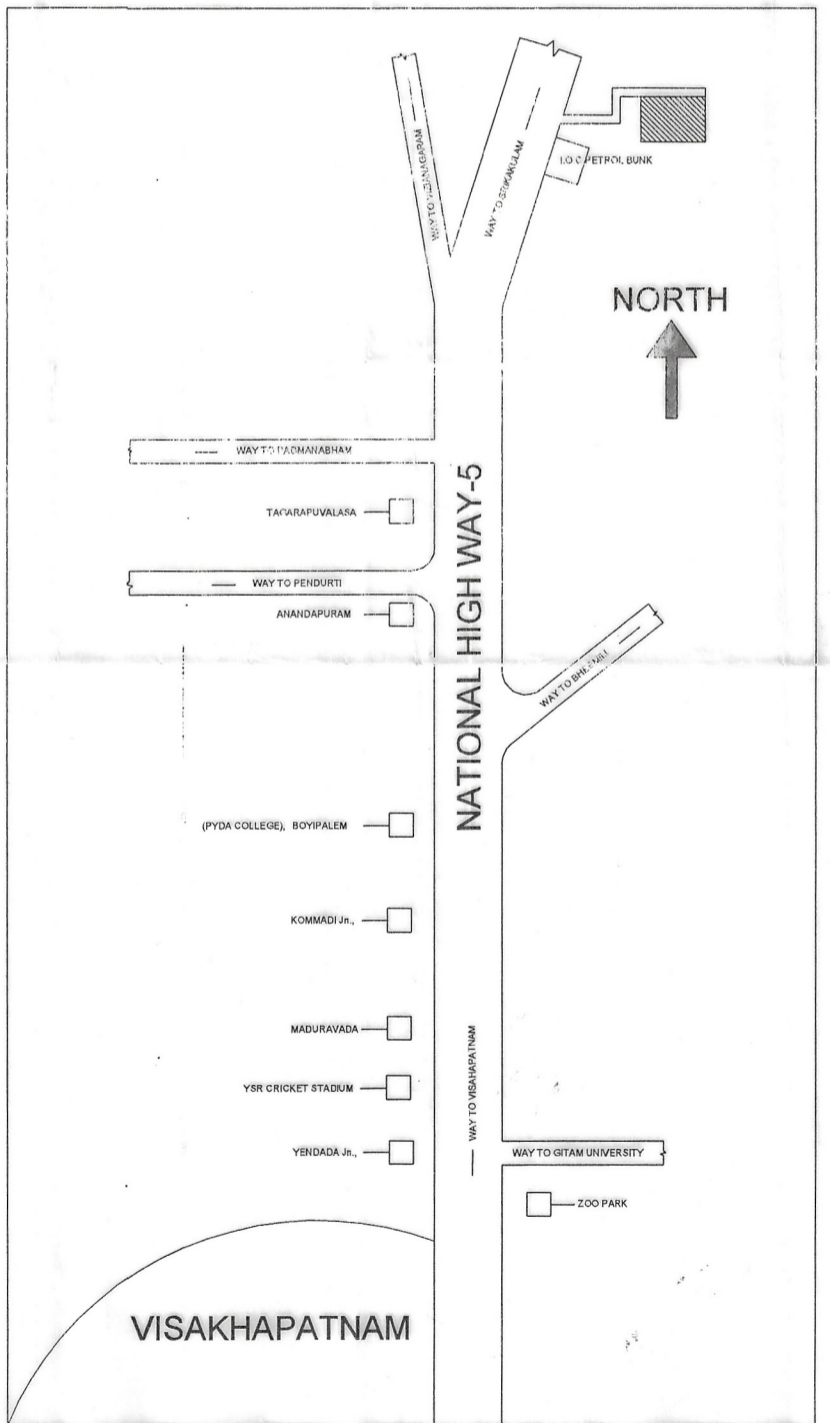 WAY TO VIZIANAGARAM
WAY TO SRIKAKULAM
I.O.C PETROL BUNK
NORTH
WAY TO PADMANABHAM
NATIONAL HIGH WAY-5
TAGARAPUVALASA
WAY TO PENDURTI
ANANDAPURAM
WAY TO
(PYDA COLLEGE), BOYIPALEM
KOMMADI Jn.,
MADURAVADA
WAY TO VISAHAPATNAM
YSR CRICKET STADIUM
YENDADA Jn.,
WAY TO GITAM UNIVERSITY
ZOO PARK
VISAKHAPATNAM